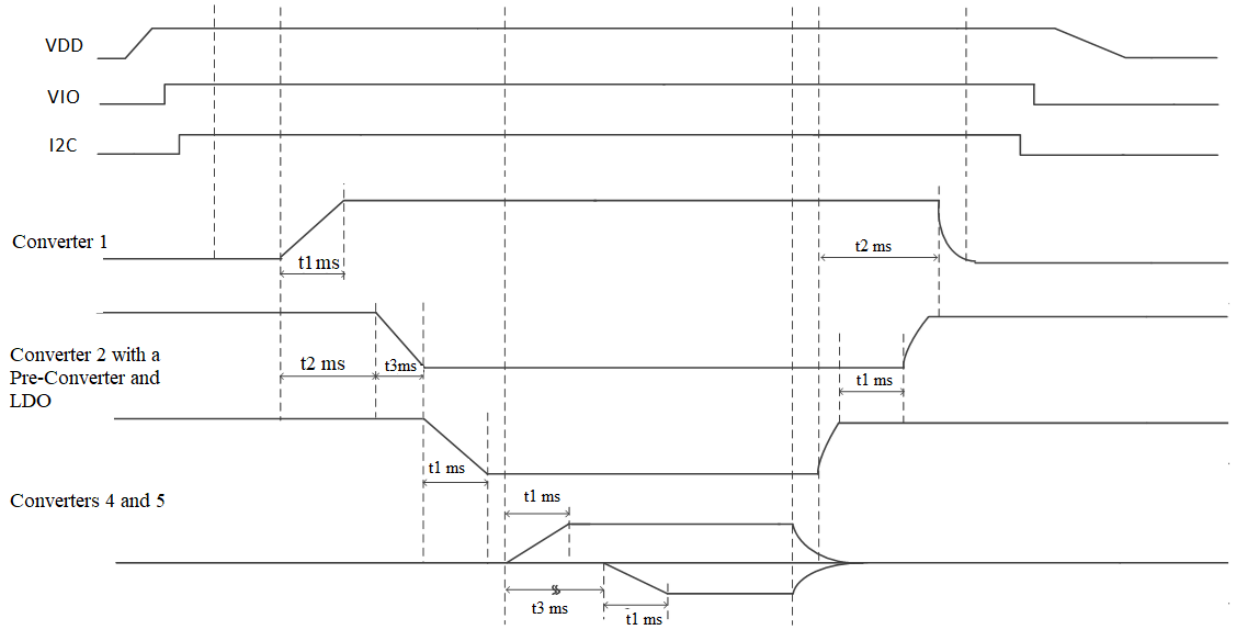 VDD
VIO
I2C
Converter 1
t1 ms
t2 ms
Converter 2 with a
Pre-Converter and
LDO
t2 ms
t3ms
t1 ms
t1 ms
Converters 4 and 5
t1 ms
t3 ms
t1 ms